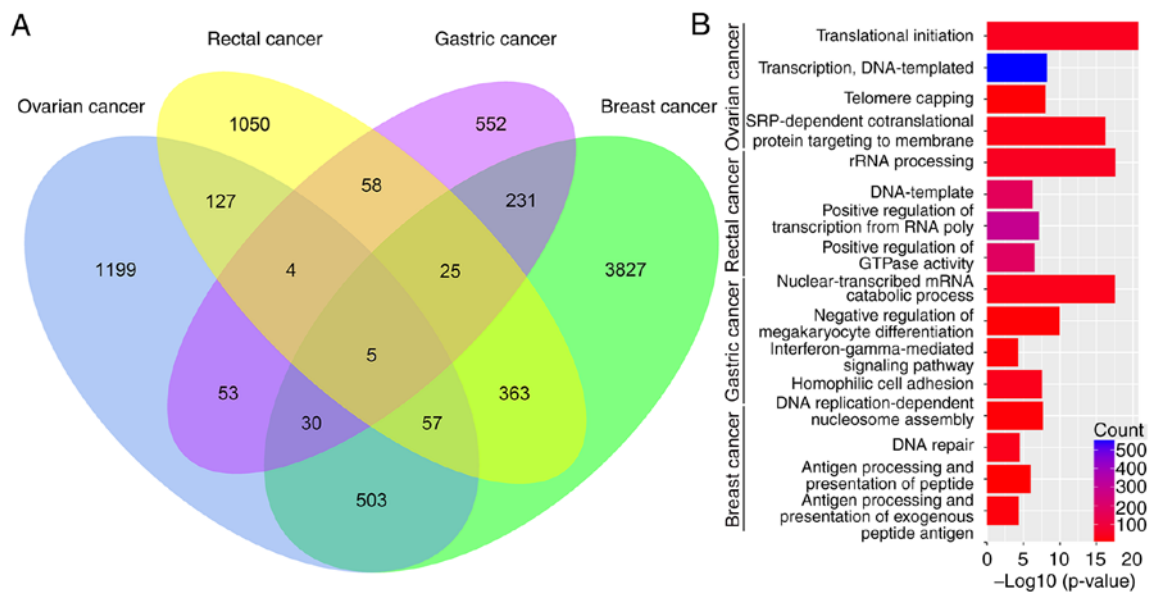 A
Rectal cancer
Gastric cancer
Ovarian cancer
Breast cancer
1050
552
127
58
231
1199
4
25
3827
5
53
363
30
57
503
B
Ovarian cancer
Rectal cancer
Gastric cancer
Breast cancer
Translational initiation
Transcription, DNA-templated
Telomere capping
SRP-dependent cotranslational
protein targeting to membrane
rRNA processing
DNA-template
Positive regulation of
transcription from RNA poly
Positive regulation of
GTPase activity
Nuclear-transcribed mRNA
catabolic process
Negative regulation of
megakaryocyte differentiation
Interferon-gamma-mediated
signaling pathway
Homophilic cell adhesion
DNA replication-dependent
nucleosome assembly
DNA repair
Antigen processing and
presentation of peptide
Antigen processing and
presentation of exogenous
peptide antigen
Count
500
400
300
200
100
0 5 10 15 20
−Log10 (p-value)